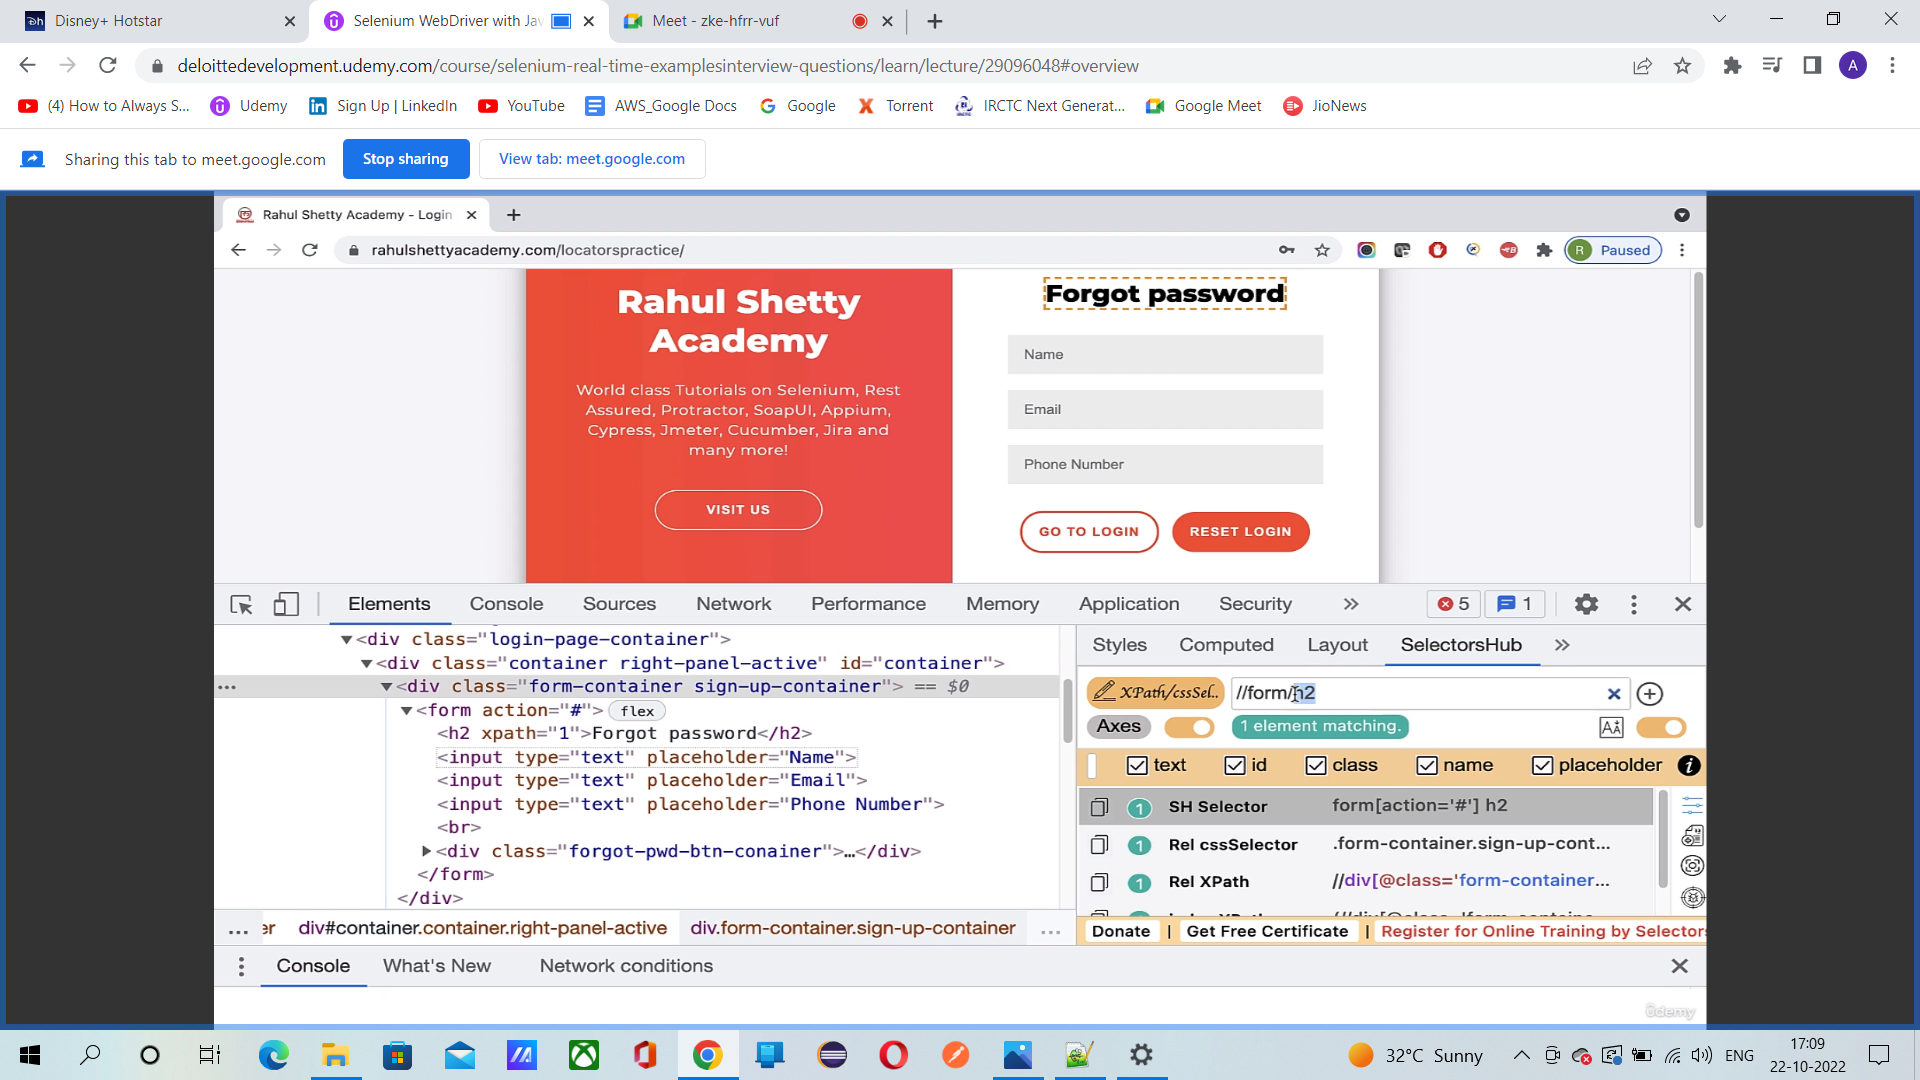 Disney+ Hotstar
Selenium WebDriver with Jav
Meet - zke-hfrr-vuf
deloittedevelopment.udemy.com/course/selenium-real-time-examplesinterview-questions/learn/lecture/29096048#overview
A
(4) How to Always S...
Udemy
Sign Up | LinkedIn
YouTube
AWS_Google Docs
Google
Torrent
IRCTC Next Generat...
Google Meet
JioNews
Sharing this tab to meet.google.com
Stop sharing
View tab: meet.google.com
Rahul Shetty Academy - Login
rahulshettyacademy.com/locatorspractice/
R Paused
Rahul Shetty
Academy
World class Tutorials on Selenium, Rest
Assured, Protractor, SoapUI, Appium,
Cypress, Jmeter, Cucumber, Jira and
many more!
VISIT US
Forgot password
Name
Email
Phone Number
GO TO LOGIN
RESET LOGIN
Elements
Console
Sources
Network
Performance
Memory
Application
Security
5
1
<div class="login-page-container">
<div class="container right-panel-active" id="container">
<div class="form-container sign-up-container"> == $0
<form action="#"> flex
<h2 xpath="1">Forgot password</h2>
<input type="text" placeholder="Name">
<input type="text" placeholder="Email">
<input type="text" placeholder="Phone Number">
<br>
<div class="forgot-pwd-btn-conainer">…</div>
</form>
</div>
... er div#container.container.right-panel-active div.form-container.sign-up-container ...
Styles
Computed
Layout
SelectorsHub
XPath/cssSel..
//form/h2
Axes
1 element matching.
text
id
class
name
placeholder
1 SH Selector form[action='#'] h2
1 Rel cssSelector .form-container.sign-up-cont...
1 Rel XPath //div[@class='form-container...
Donate | Get Free Certificate | Register for Online Training by Selectors
Console
What's New
Network conditions
ûdemy
32°C Sunny
ENG
17:09
22-10-2022